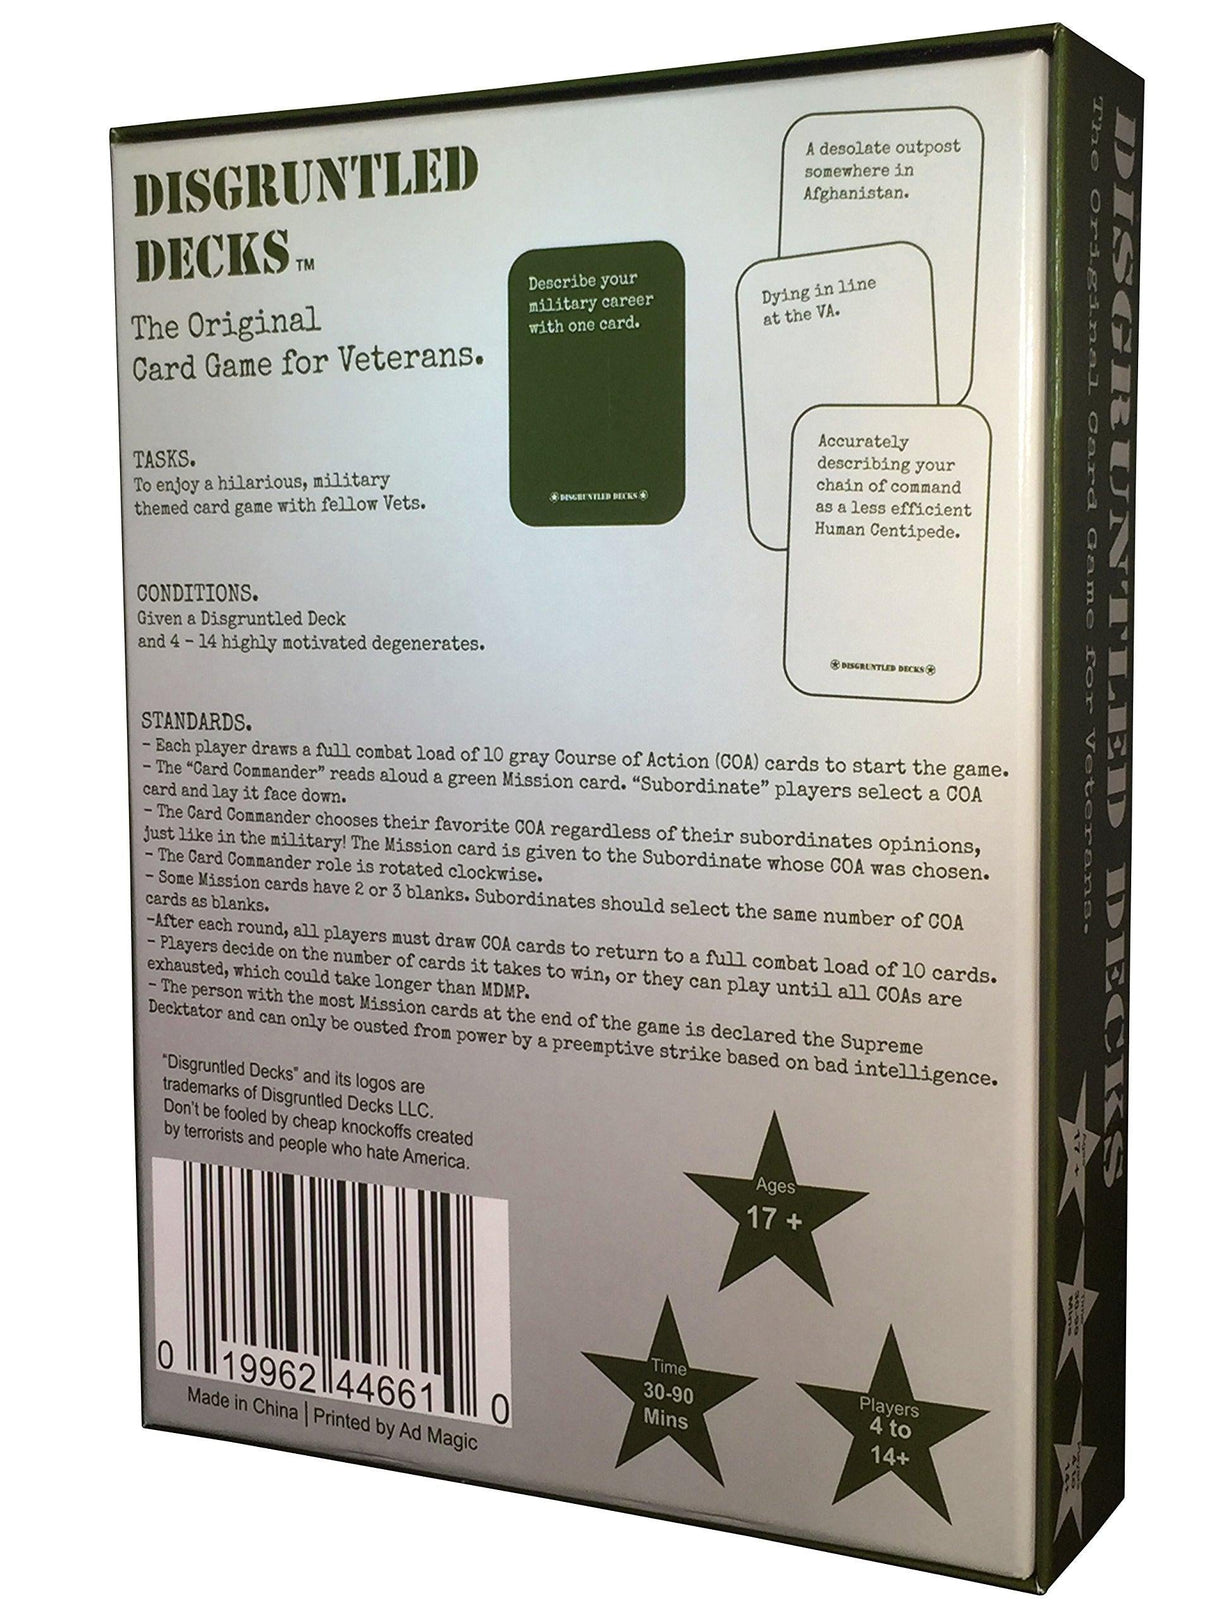 DISGRUNTLED
DECKS™
The Original
Card Game for Veterans.
TASKS.
To enjoy a hilarious, military
themed card game with fellow Vets.
CONDITIONS.
Given a Disgruntled Deck
and 4 - 14 highly motivated degenerates.
Describe your
military career
with one card.
DISGRUNTLED DECKS
A desolate outpost
somewhere in
Afghanistan.
Dying in line
at the VA.
Accurately
describing your
chain of command
as a less efficient
Human Centipede.
DISGRUNTLED DECKS
STANDARDS.
- Each player draws a full combat load of 10 gray Course of Action (COA) cards to start the game.
- The “Card Commander” reads aloud a green Mission card. “Subordinate” players select a COA
card and lay it face down.
- The Card Commander chooses their favorite COA regardless of their subordinates opinions,
just like in the military! The Mission card is given to the Subordinate whose COA was chosen.
- The Card Commander role is rotated clockwise.
- Some Mission cards have 2 or 3 blanks. Subordinates should select the same number of COA
cards as blanks.
-After each round, all players must draw COA cards to return to a full combat load of 10 cards.
- Players decide on the number of cards it takes to win, or they can play until all COAs are
exhausted, which could take longer than MDMP.
- The person with the most Mission cards at the end of the game is declared the Supreme
Decktator and can only be ousted from power by a preemptive strike based on bad intelligence.
"Disgruntled Decks" and its logos are
trademarks of Disgruntled Decks LLC.
Don't be fooled by cheap knockoffs created
by terrorists and people who hate America.
0 19962 44661 0
Made in China | Printed by Ad Magic
Ages
17 +
Time
30-90
Mins
Players
4 to
14+
DISGRUNTLED DECKS
The Original Card Game for Veterans.
Ages
17 +
Time
30-90
Mins
Players
4 to
14+